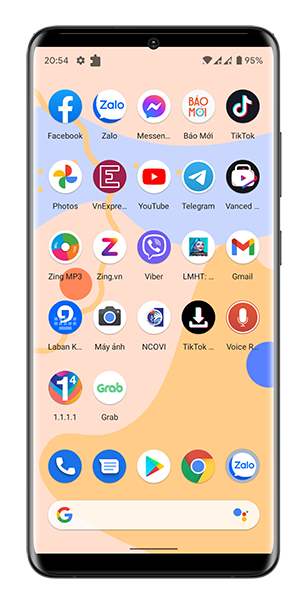 20:54 95%
Facebook Zalo Messen... BÁO MỚI Báo Mới TikTok
Photos VnExpre... YouTube Telegram Vanced ...
Zing MP3 Zing.vn Viber LMHT: ... Gmail
Laban K... Máy ảnh NCOVI TikTok ... Voice R...
1.1.1.1 Grab Grab
Zalo